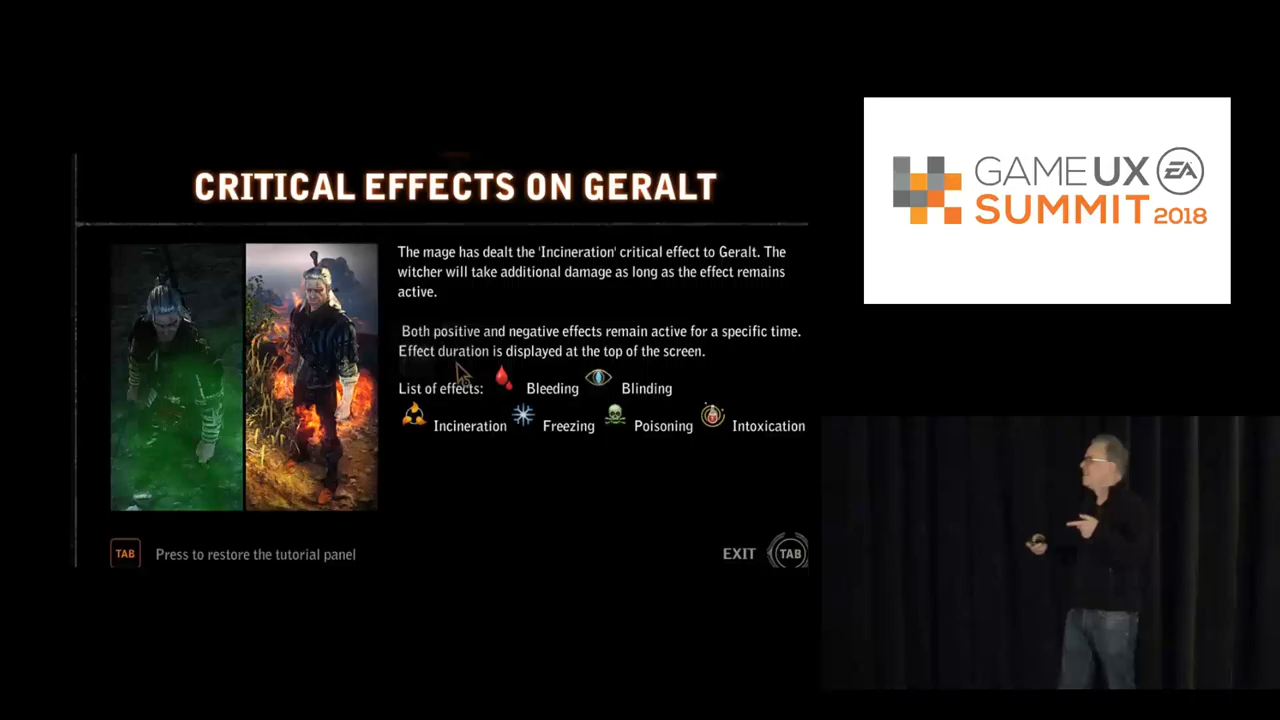 CRITICAL EFFECTS ON GERALT
The mage has dealt the 'Incineration' critical effect to Geralt. The
witcher will take additional damage as long as the effect remains
active.
Both positive and negative effects remain active for a specific time.
Effect duration is displayed at the top of the screen.
List of effects: Bleeding Blinding
Incineration Freezing Poisoning Intoxication
TAB Press to restore the tutorial panel
EXIT TAB
GAMEUX EA
SUMMIT 2018